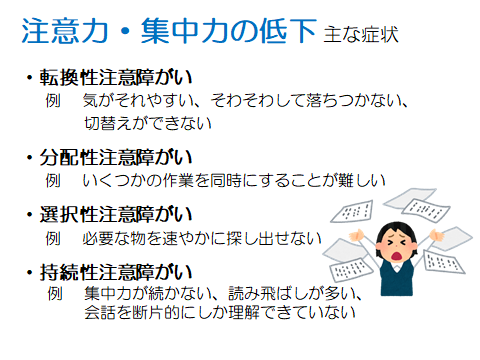 注意力・集中力の低下 主な症状
・転換性注意障がい
例 気がそれやすい、そわそわして落ちつかない、
切替えができない
・分配性注意障がい
例 いくつかの作業を同時にすることが難しい
・選択性注意障がい
例 必要な物を速やかに探し出せない
・持続性注意障がい
例 集中力が続かない、読み飛ばしが多い、
会話を断片的にしか理解できていない